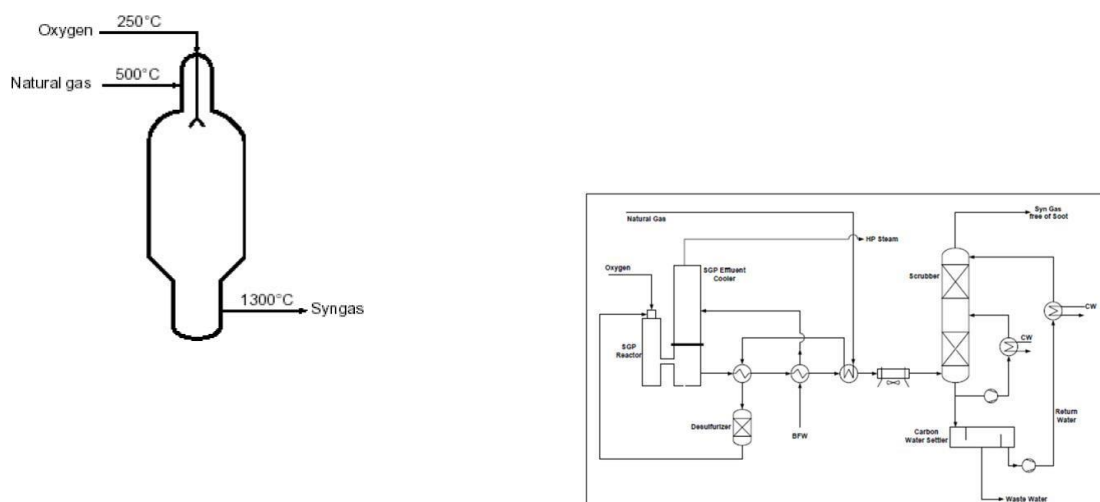 250°C
Oxygen
500°C
Natural gas
1300°C
Syngas
Syn Gas
free of Soot
Natural Gas
HP Steam
SGP Effluent
Cooler
Scrubber
Oxygen
CW
CW
SGP
Reactor
Return
Water
Desulfurizer
BFW
Carbon
Water Settler
Waste Water